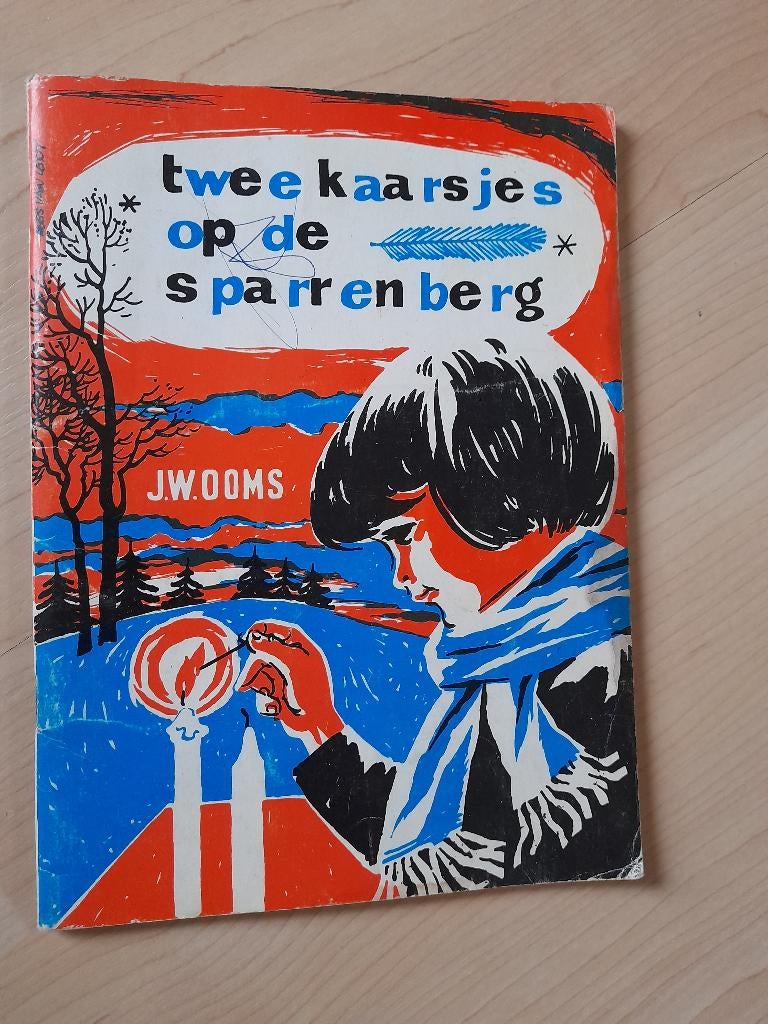 twee kaarsjes
op de
sparrenberg
J.W.OOMS